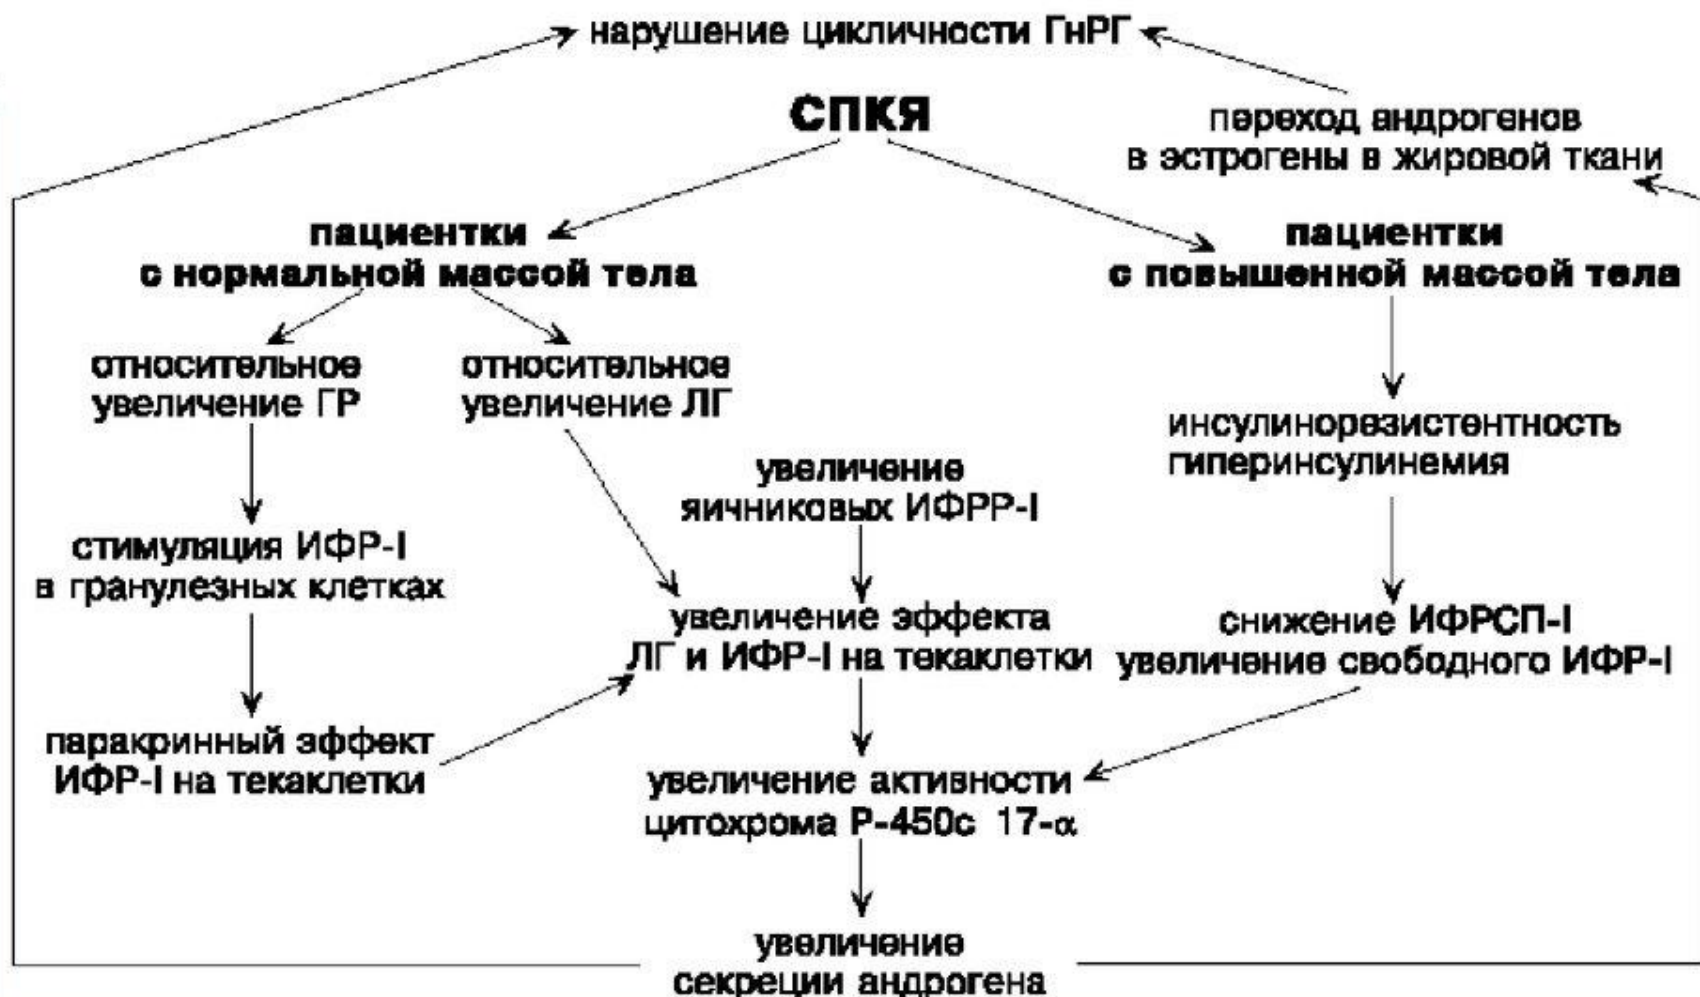 нарушение цикличности ГнРГ
СПКЯ
переход андрогенов
в эстрогены в жировой ткани
пациентки
с нормальной массой тела
пациентки
с повышенной массой тела
относительное
увеличение ГР
относительное
увеличение ЛГ
инсулинорезистентность
гиперинсулинемия
увеличение
яичниковых ИФРР-I
стимуляция ИФР-I
в гранулезных клетках
увеличение эффекта
ЛГ и ИФР-I на текаклетки
снижение ИФРСП-I
увеличение свободного ИФР-I
паракринный эффект
ИФР-I на текаклетки
увеличение активности
цитохрома P-450c 17-α
увеличение
секреции андрогена